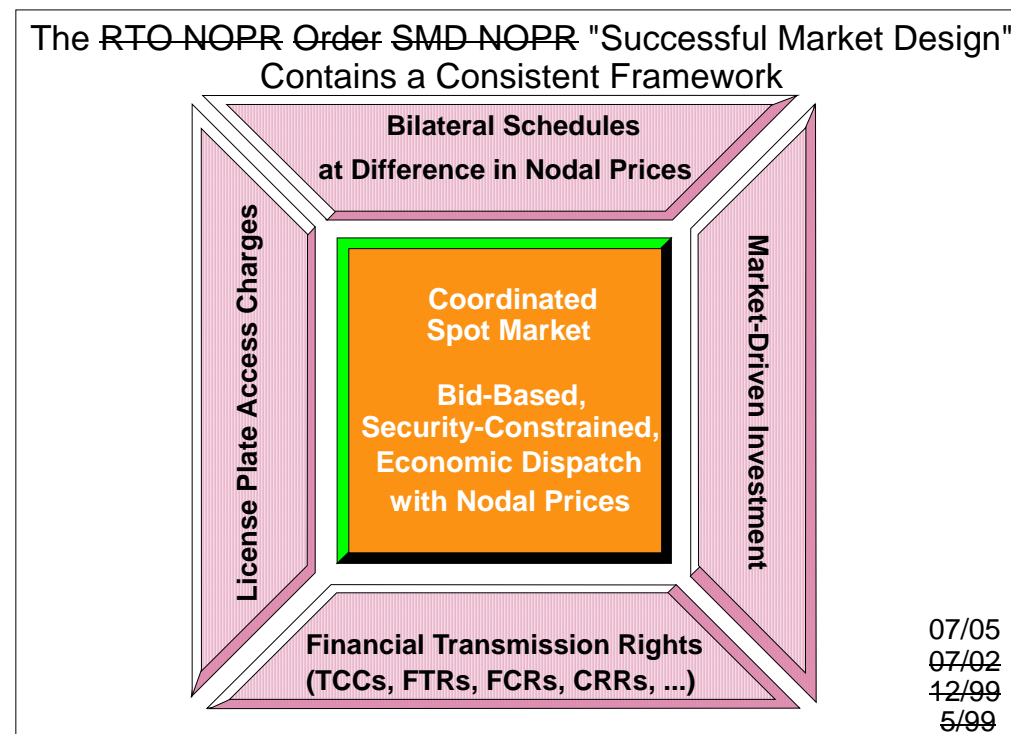 The RTO NOPR Order SMD NOPR "Successful Market Design"
Contains a Consistent Framework
Bilateral Schedules
at Difference in Nodal Prices
License Plate Access Charges
Coordinated
Spot Market
Bid-Based,
Security-Constrained,
Economic Dispatch
with Nodal Prices
Market-Driven Investment
Financial Transmission Rights
(TCCs, FTRs, FCRs, CRRs, ...)
07/05
07/02
12/99
5/99